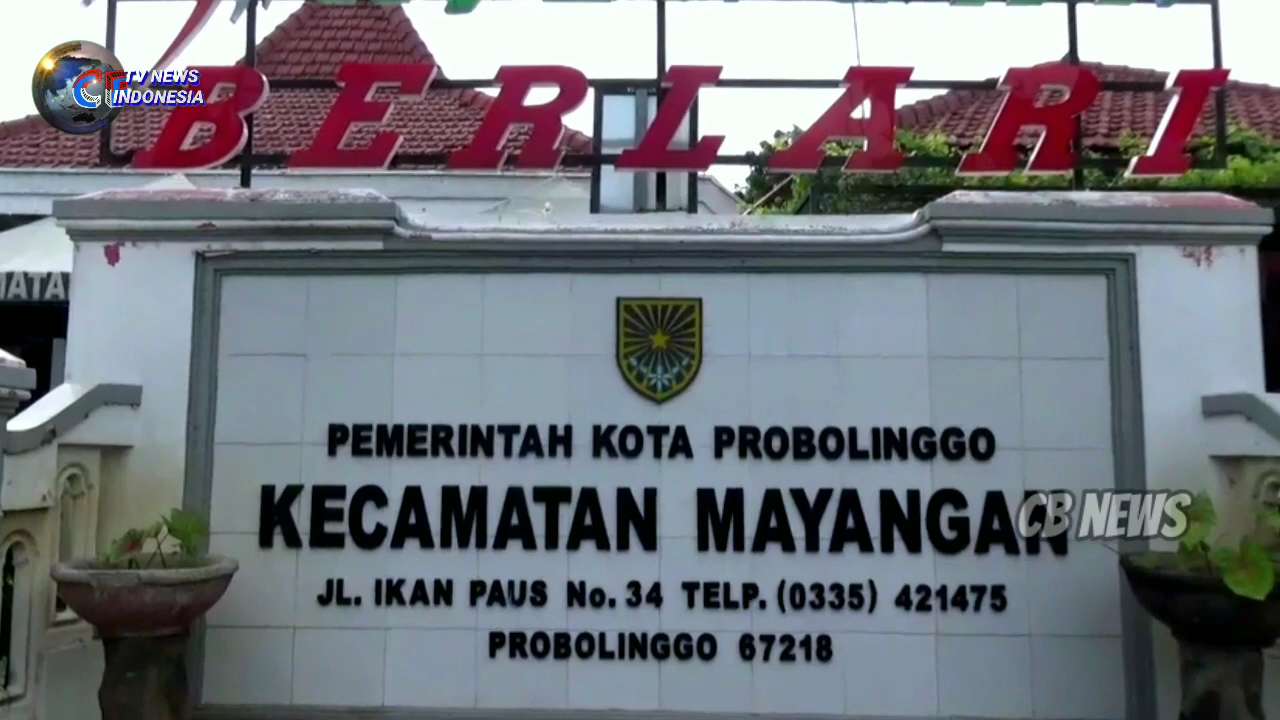 TV NEWS
INDONESIA
BERLARI
MATA
PEMERINTAH KOTA PROBOLINGGO
KECAMATAN MAYANGAN
CB NEWS
JL. IKAN PAUS No. 34 TELP. (0335) 421475
PROBOLINGGO 67218